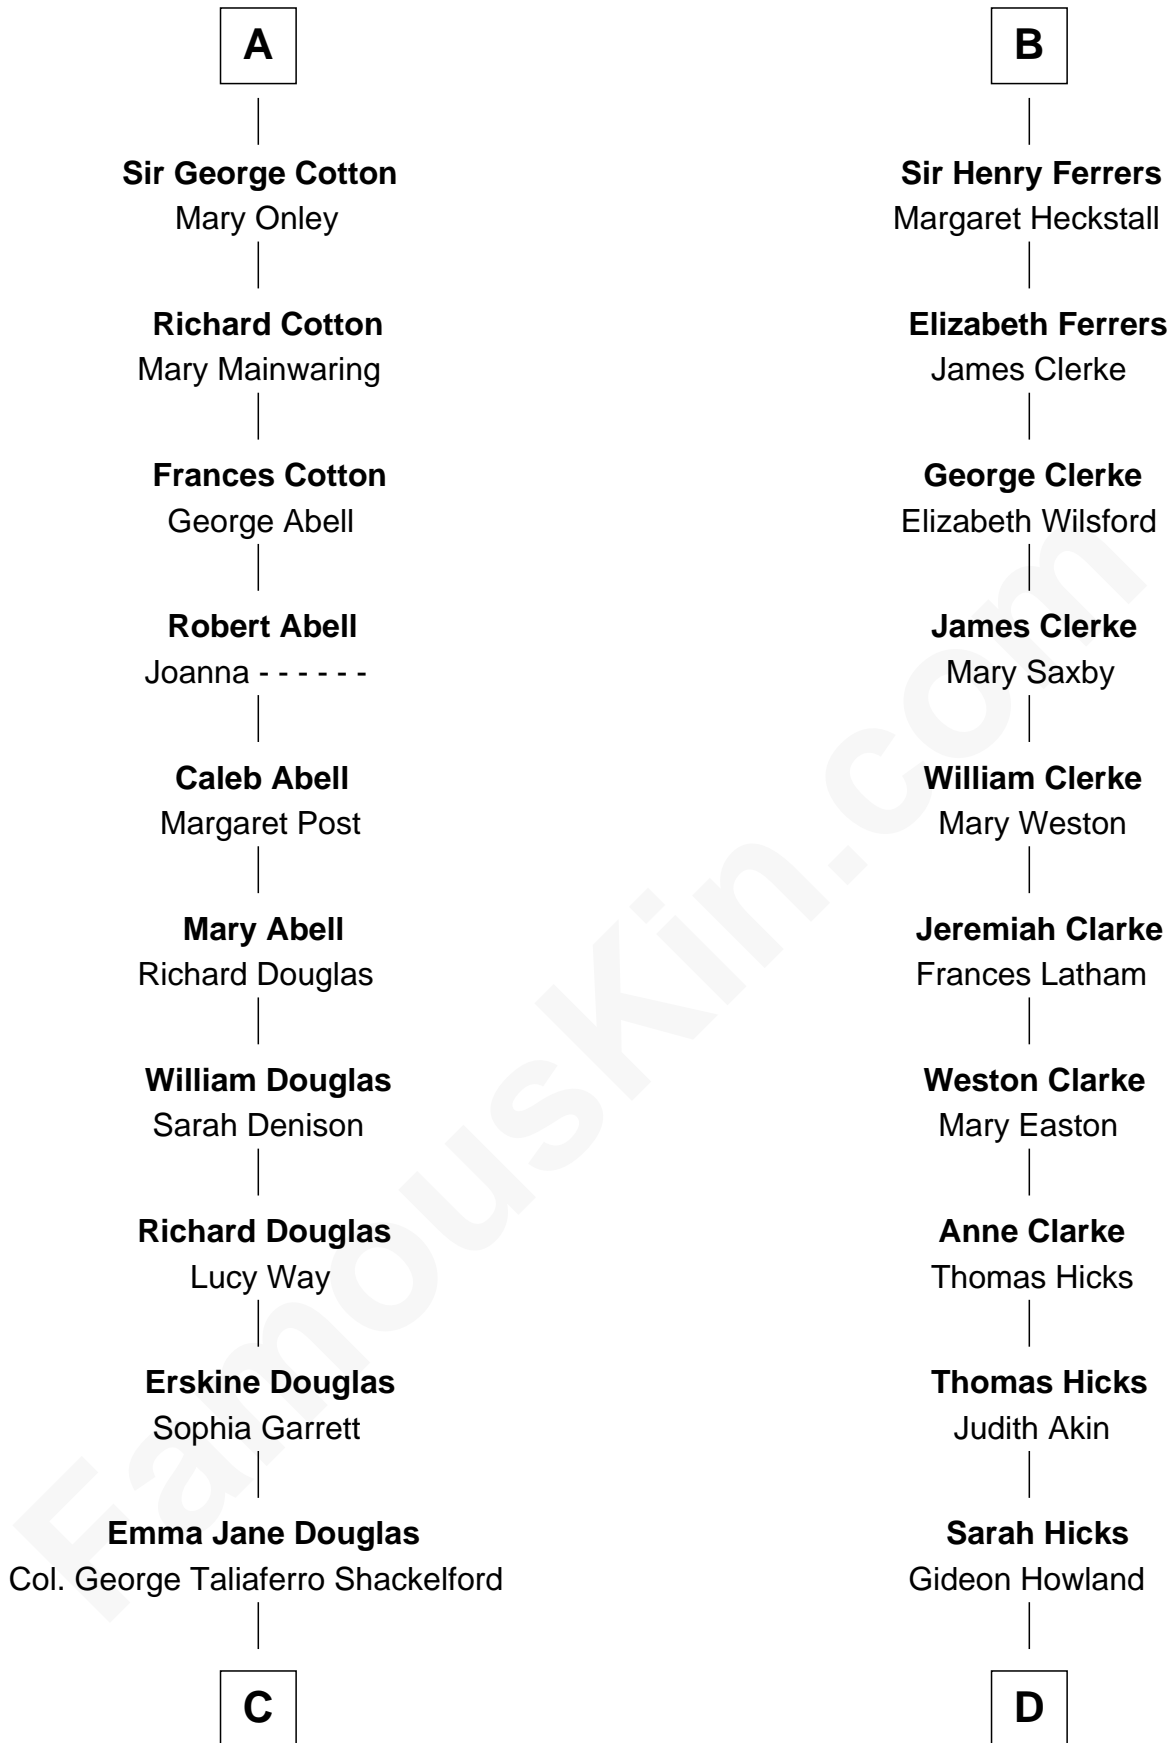 A
Sir George Cotton
Mary Onley
Richard Cotton
Mary Mainwaring
Frances Cotton
George Abell
Robert Abell
Joanna - - - - - -
Caleb Abell
Margaret Post
Mary Abell
Richard Douglas
William Douglas
Sarah Denison
Richard Douglas
Lucy Way
Erskine Douglas
Sophia Garrett
Emma Jane Douglas
Col. George Taliaferro Shackelford
C
B
Sir Henry Ferrers
Margaret Heckstall
Elizabeth Ferrers
James Clerke
George Clerke
Elizabeth Wilsford
James Clerke
Mary Saxby
William Clerke
Mary Weston
Jeremiah Clarke
Frances Latham
Weston Clarke
Mary Easton
Anne Clarke
Thomas Hicks
Thomas Hicks
Judith Akin
Sarah Hicks
Gideon Howland
D
FamousKin.com